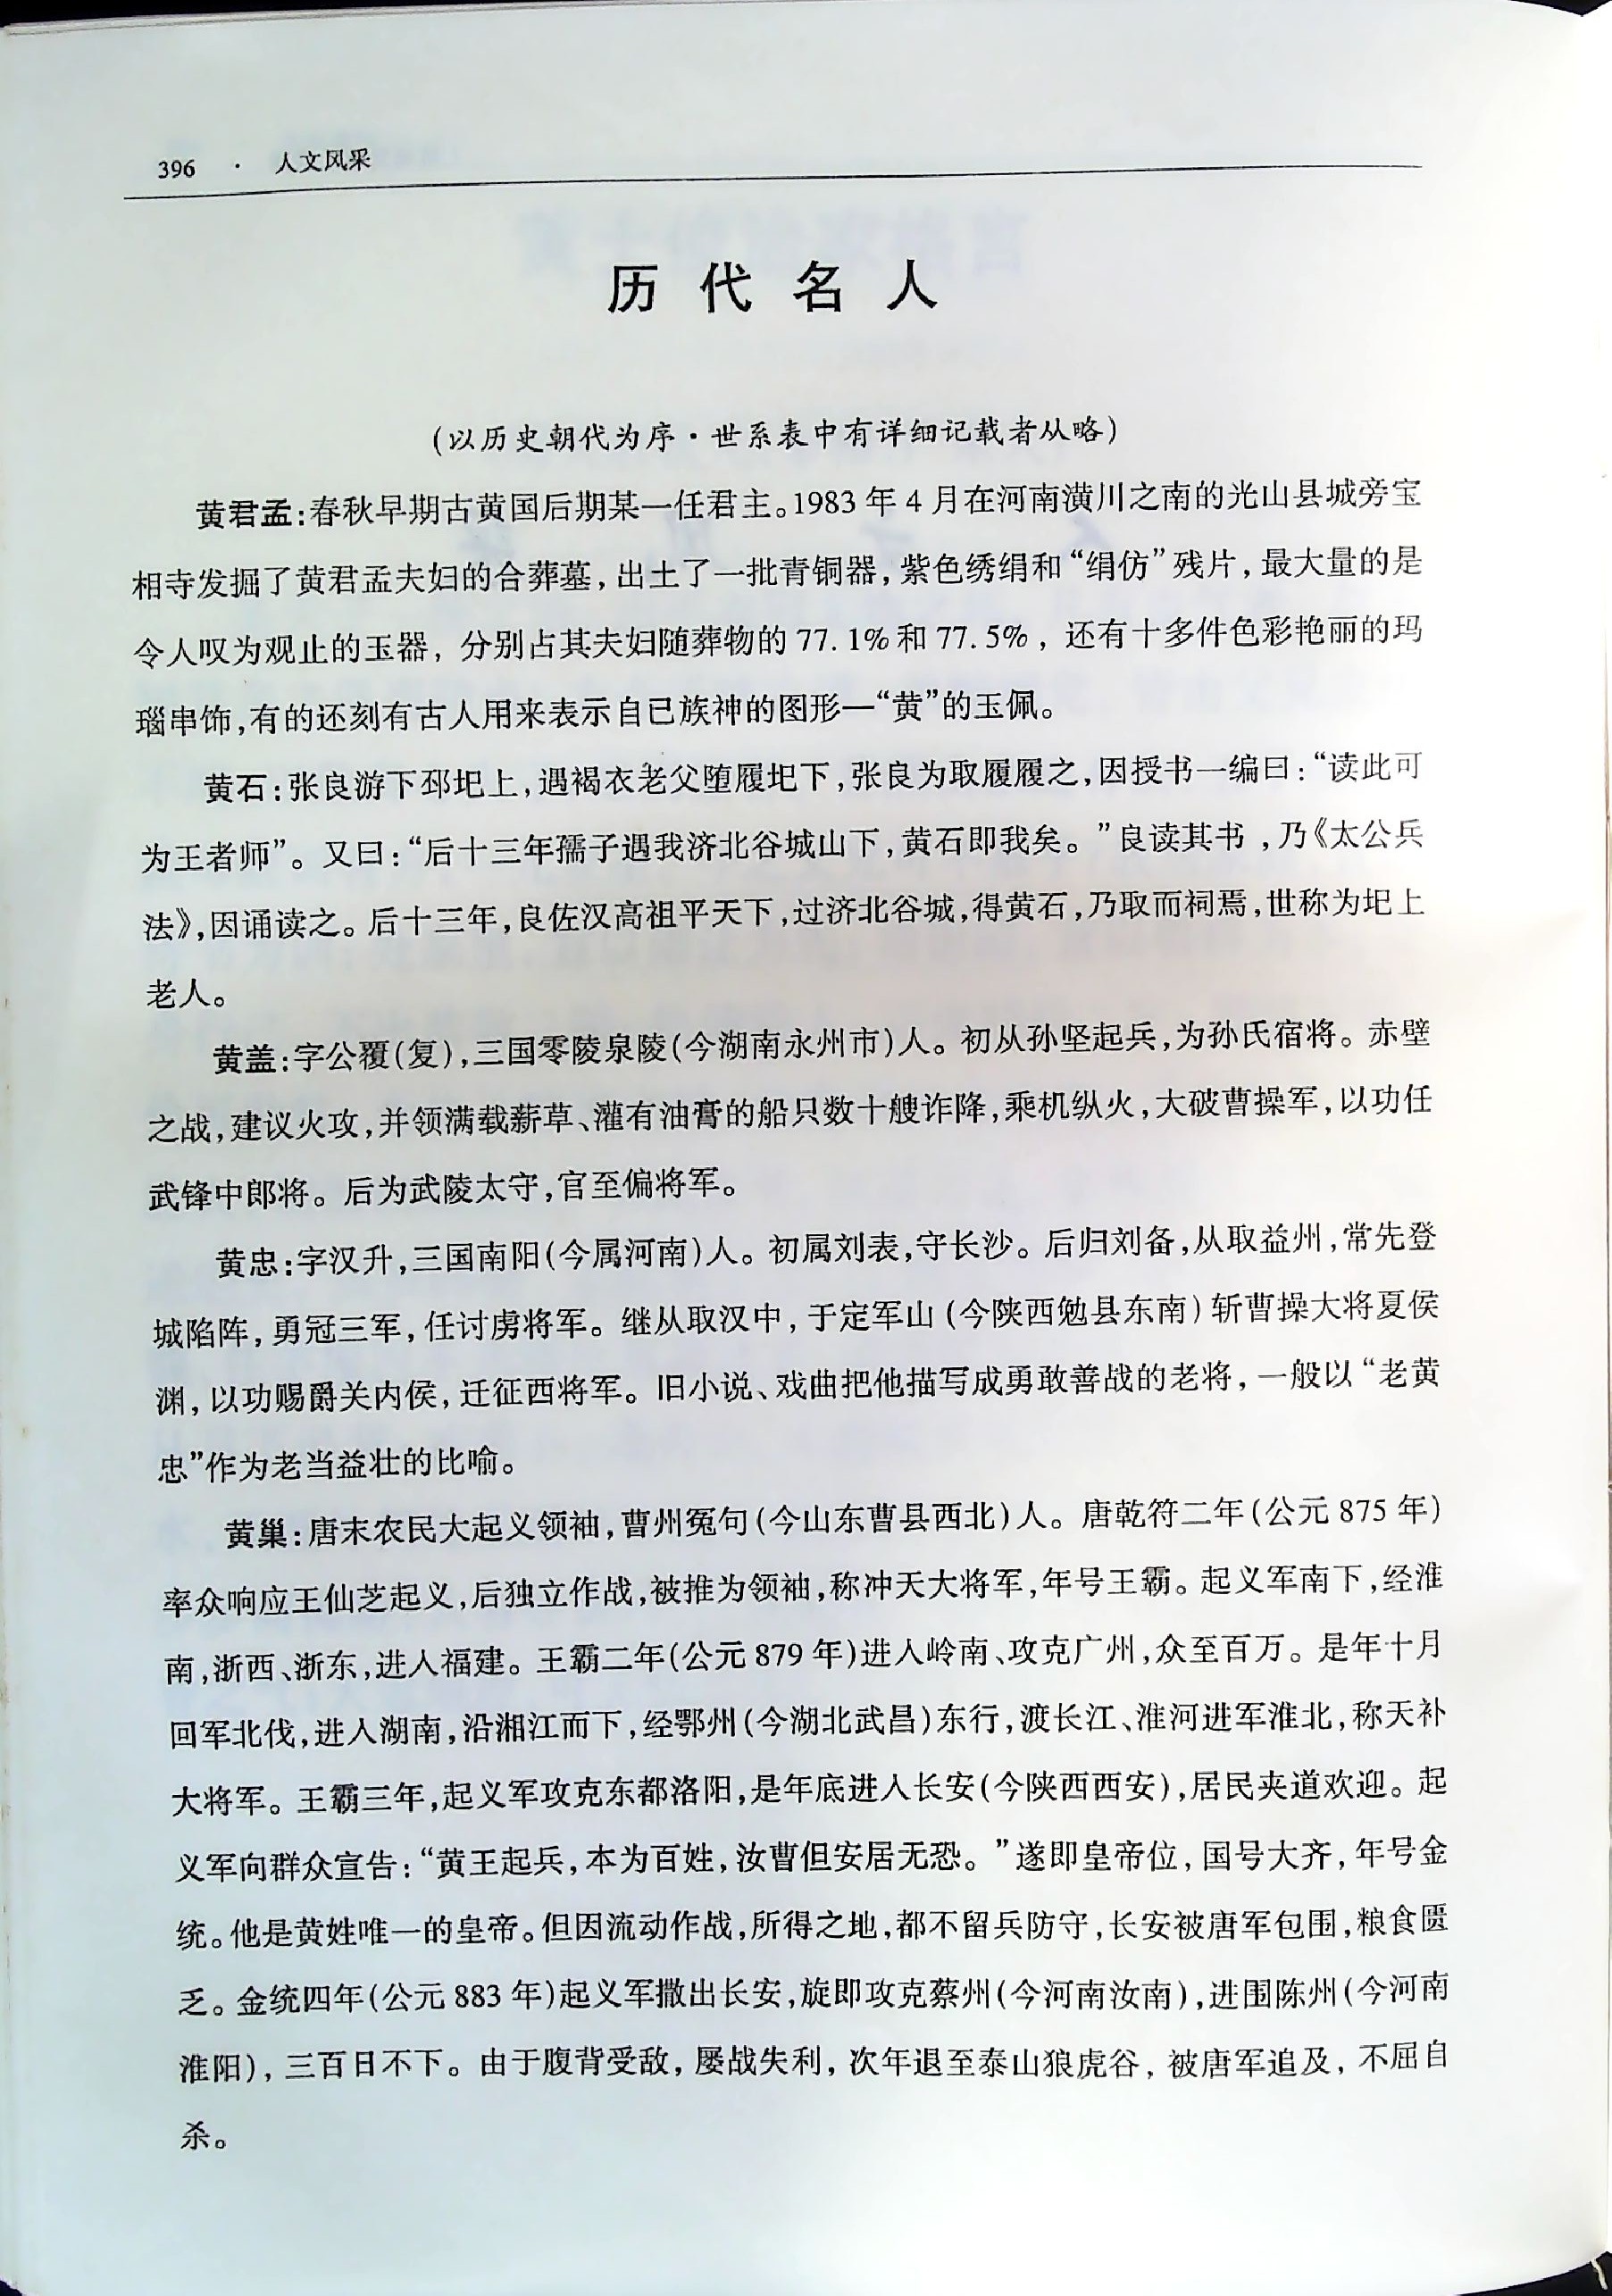 396 · 人文风采
历代名人
(以历史朝代为序·世系表中有详细记载者从略)
黄君孟:春秋早期古黄国后期某一任君主。1983年4月在河南潢川之南的光山县城旁宝
相寺发掘了黄君孟夫妇的合葬墓,出土了一批青铜器,紫色绣绢和“绢仿”残片,最大量的是
令人叹为观止的玉器,分别占其夫妇随葬物的77.1%和77.5%,还有十多件色彩艳丽的玛
瑙串饰,有的还刻有古人用来表示自已族神的图形—“黄”的玉佩。
黄石:张良游下邳圯上,遇褐衣老父堕履圯下,张良为取履履之,因授书一编曰:“读此可
为王者师”。又曰:“后十三年孺子遇我济北谷城山下,黄石即我矣。”良读其书,乃《太公兵
法》,因诵读之。后十三年,良佐汉高祖平天下,过济北谷城,得黄石,乃取而祠焉,世称为圯上
老人。
黄盖:字公覆(复),三国零陵泉陵(今湖南永州市)人。初从孙坚起兵,为孙氏宿将。赤壁
之战,建议火攻,并领满载薪草、灌有油膏的船只数十艘诈降,乘机纵火,大破曹操军,以功任
武锋中郎将。后为武陵太守,官至偏将军。
黄忠:字汉升,三国南阳(今属河南)人。初属刘表,守长沙。后归刘备,从取益州,常先登
城陷阵,勇冠三军,任讨虏将军。继从取汉中,于定军山(今陕西勉县东南)斩曹操大将夏侯
渊,以功赐爵关内侯,迁征西将军。旧小说、戏曲把他描写成勇敢善战的老将,一般以“老黄
忠”作为老当益壮的比喻。
黄巢:唐末农民大起义领袖,曹州冤句(今山东曹县西北)人。唐乾符二年(公元875年)
率众响应王仙芝起义,后独立作战,被推为领袖,称冲天大将军,年号王霸。起义军南下,经淮
南,浙西、浙东,进入福建。王霸二年(公元879年)进入岭南、攻克广州,众至百万。是年十月
回军北伐,进入湖南,沿湘江而下,经鄂州(今湖北武昌)东行,渡长江、淮河进军淮北,称天补
大将军。王霸三年,起义军攻克东都洛阳,是年底进入长安(今陕西西安),居民夹道欢迎。起
义军向群众宣告:“黄王起兵,本为百姓,汝曹但安居无恐。”遂即皇帝位,国号大齐,年号金
统。他是黄姓唯一的皇帝。但因流动作战,所得之地,都不留兵防守,长安被唐军包围,粮食匮
乏。金统四年(公元883年)起义军撒出长安,旋即攻克蔡州(今河南汝南),进围陈州(今河南
淮阳),三百日不下。由于腹背受敌,屡战失利,次年退至泰山狼虎谷,被唐军追及,不屈自
杀。